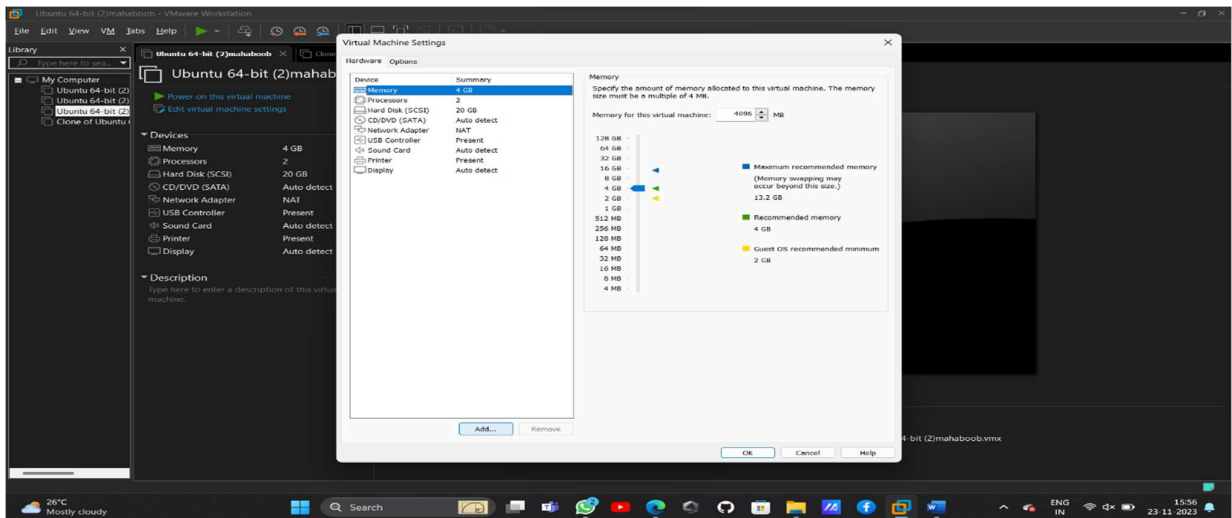 Ubuntu 64-bit (2)mahaboob - VMware Workstation
File Edit View VM Tabs Help
Library
Type here to sea...
My Computer
Ubuntu 64-bit (2)
Ubuntu 64-bit (2)
Ubuntu 64-bit (2)
Clone of Ubuntu
Ubuntu 64-bit (2)mahaboob
Clone
Ubuntu 64-bit (2)mahab
Power on this virtual machine
Edit virtual machine settings
Devices
Memory 4 GB
Processors 2
Hard Disk (SCSI) 20 GB
CD/DVD (SATA) Auto detect
Network Adapter NAT
USB Controller Present
Sound Card Auto detect
Printer Present
Display Auto detect
Description
Type here to enter a description of this virtua
machine.
Virtual Machine Settings
Hardware Options
Device Summary
Memory 4 GB
Processors 2
Hard Disk (SCSI) 20 GB
CD/DVD (SATA) Auto detect
Network Adapter NAT
USB Controller Present
Sound Card Auto detect
Printer Present
Display Auto detect
Add... Remove
Memory
Specify the amount of memory allocated to this virtual machine. The memory
size must be a multiple of 4 MB.
Memory for this virtual machine: 4096 MB
128 GB
64 GB
32 GB
16 GB
8 GB
4 GB
2 GB
1 GB
512 MB
256 MB
128 MB
64 MB
32 MB
16 MB
8 MB
4 MB
Maximum recommended memory
(Memory swapping may
occur beyond this size.)
13.2 GB
Recommended memory
4 GB
Guest OS recommended minimum
2 GB
OK Cancel Help
4-bit (2)mahaboob.vmx
26°C
Mostly cloudy
Search
ENG
IN
15:56
23-11-2023